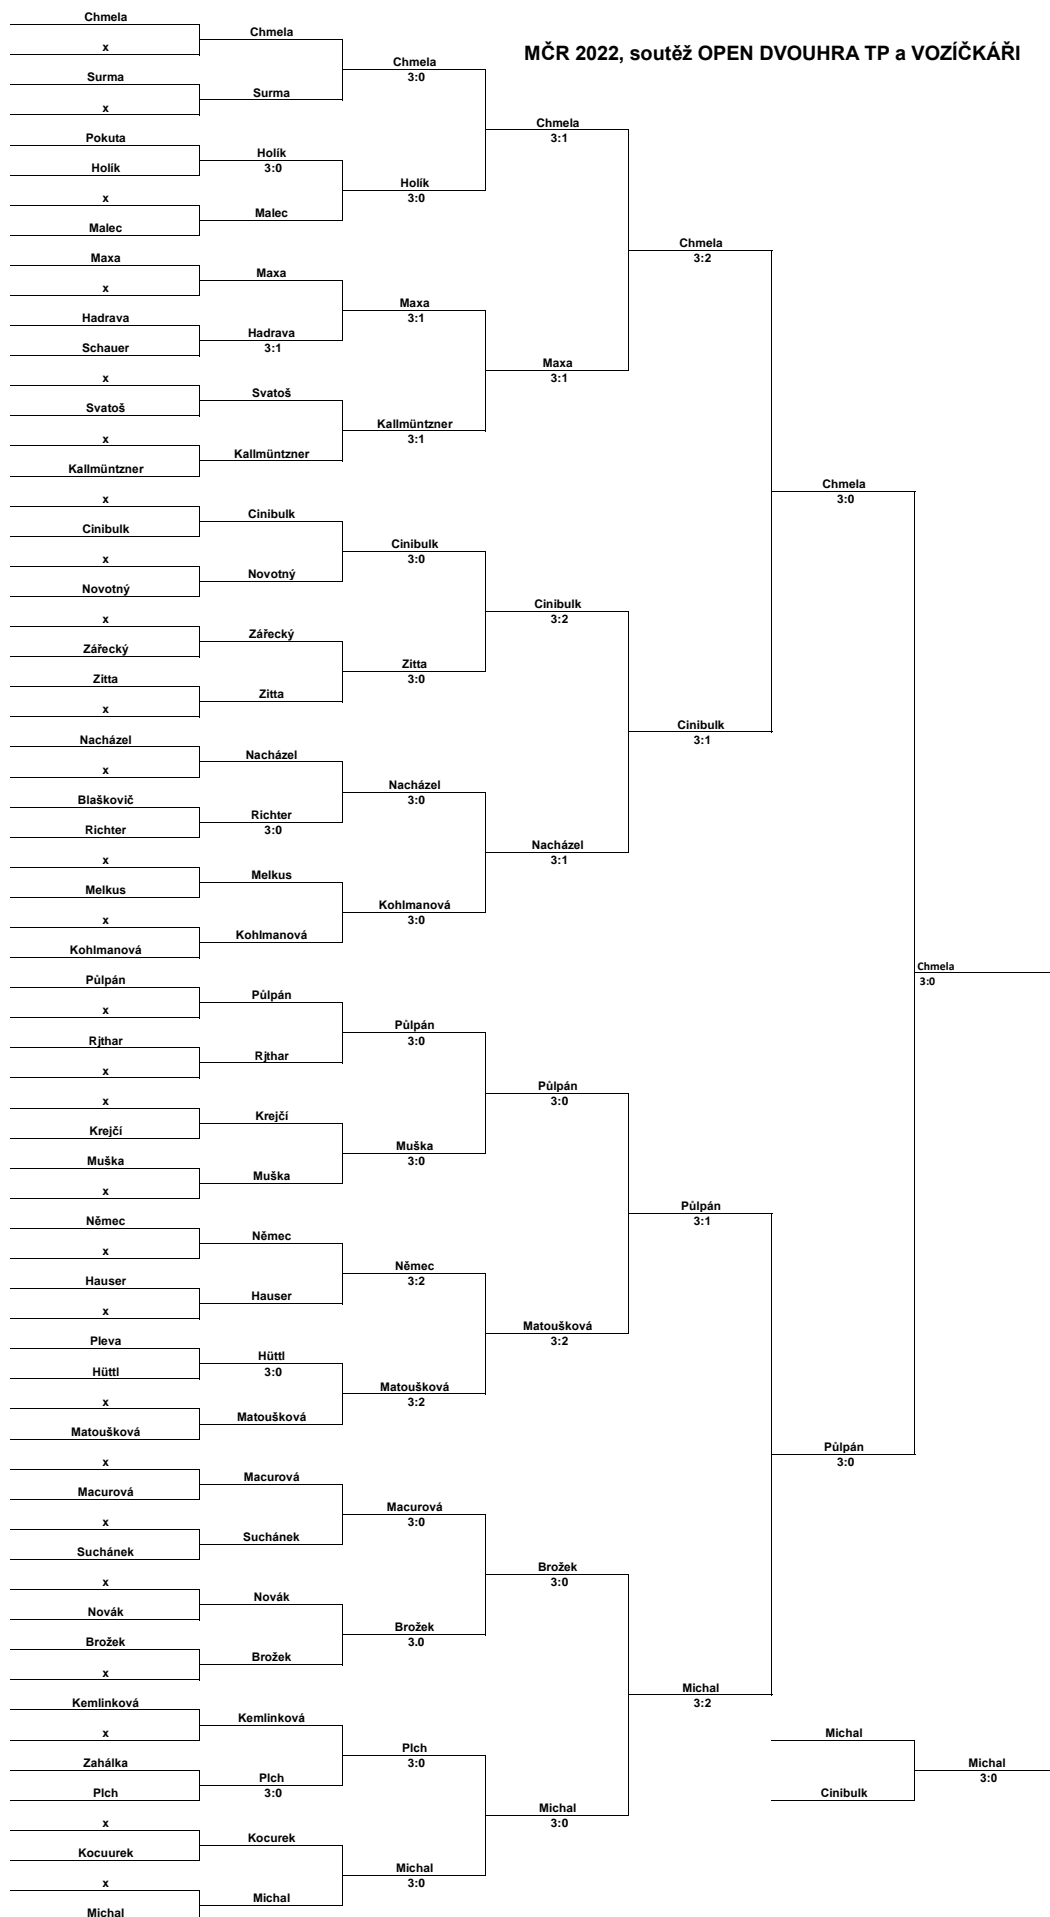 MČR 2022, soutěž OPEN DVOUHRA TP a VOZÍČKÁŘI
Chmela
x
Surma
x
Pokuta
Holík
x
Malec
Maxa
x
Hadrava
Schauer
x
Svatoš
x
Kallmüntzner
x
Cinibulk
x
Novotný
x
Zářecký
Zitta
x
Nacházel
x
Blaškovič
Richter
x
Melkus
x
Kohlmanová
Půlpán
x
Rjthar
x
x
Krejčí
Muška
x
Němec
x
Hauser
x
Pleva
Hüttl
x
Matoušková
x
Macurová
x
Suchánek
x
Novák
Brožek
x
Kemlinková
x
Zahálka
Plch
x
Kocuurek
x
Michal
Chmela
Surma
Holík
3:0
Malec
Maxa
Hadrava
3:1
Svatoš
Kallmüntzner
Cinibulk
Novotný
Zářecký
Zitta
Nacházel
Richter
3:0
Melkus
Kohlmanová
Půlpán
Rjthar
Krejčí
Muška
Němec
Hauser
Hüttl
3:0
Matoušková
Macurová
Suchánek
Novák
Brožek
Kemlinková
Plch
3:0
Kocurek
Michal
Chmela
3:0
Holík
3:0
Maxa
3:1
Kallmüntzner
3:1
Cinibulk
3:0
Zitta
3:0
Nacházel
3:0
Kohlmanová
3:0
Půlpán
3:0
Muška
3:0
Němec
3:2
Matoušková
3:2
Macurová
3:0
Brožek
3.0
Plch
3:0
Michal
3:0
Chmela
3:1
Maxa
3:1
Cinibulk
3:2
Nacházel
3:1
Půlpán
3:0
Matoušková
3:2
Brožek
3:0
Michal
3:0
Chmela
3:2
Cinibulk
3:1
Půlpán
3:1
Michal
3:2
Chmela
3:0
Půlpán
3:0
Chmela
3:0
Michal
Cinibulk
Michal
3:0